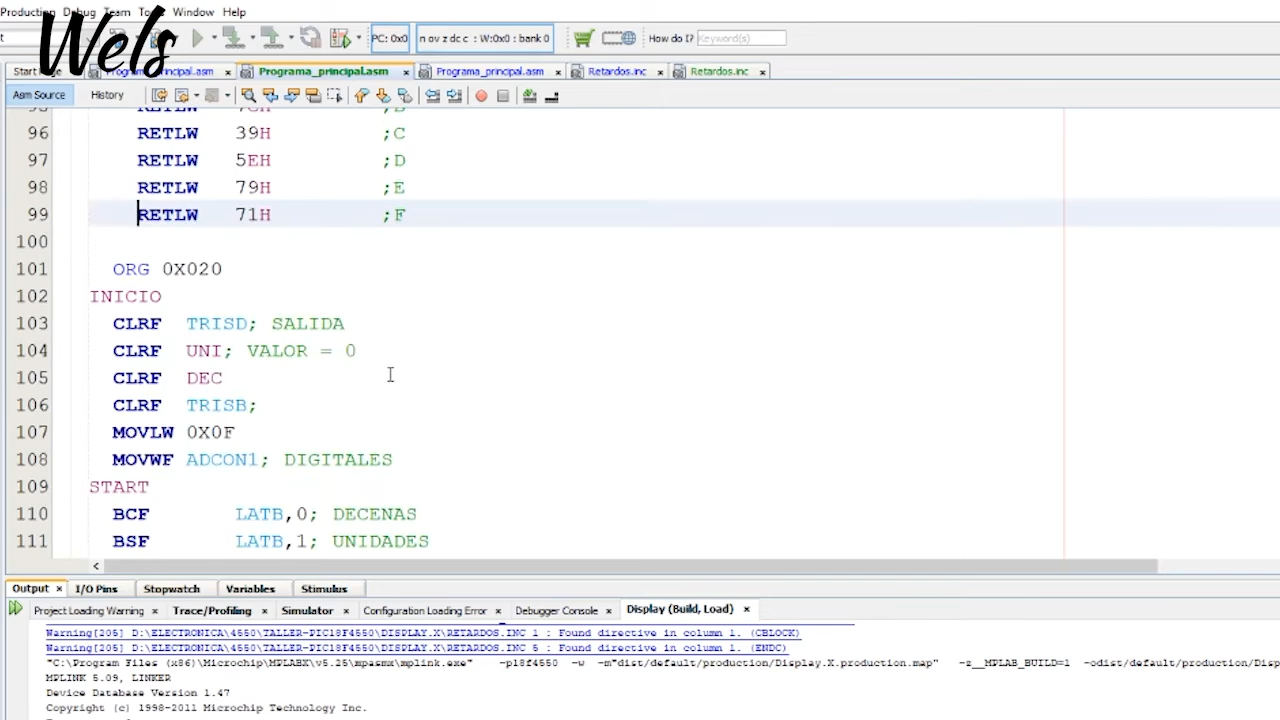 Production Debug Team Tools Window Help
Wels
PC: 0x0 n ov z dc c : W:0x0 : bank 0 How do I? Keyword(s)
Start Page Programa_principal.asm × Programa_principal.asm × Programa_principal.asm × Retardos.inc × Retardos.inc ×
Asm Source History
96 RETLW 39H ;C
97 RETLW 5EH ;D
98 RETLW 79H ;E
99 RETLW 71H ;F
100
101 ORG 0X020
102 INICIO
103 CLRF TRISD; SALIDA
104 CLRF UNI; VALOR = 0
105 CLRF DEC
106 CLRF TRISB;
107 MOVLW 0X0F
108 MOVWF ADCON1; DIGITALES
109 START
110 BCF LATB,0; DECENAS
111 BSF LATB,1; UNIDADES
Output × I/O Pins Stopwatch Variables Stimulus
Project Loading Warning × Trace/Profiling × Simulator × Configuration Loading Error × Debugger Console × Display (Build, Load) ×
Warning[205] D:\ELECTRONICA\4550\TALLER-PIC18F4550\DISPLAY.X\RETARDOS.INC 1 : Found directive in column 1. (CBLOCK)
Warning[205] D:\ELECTRONICA\4550\TALLER-PIC18F4550\DISPLAY.X\RETARDOS.INC 5 : Found directive in column 1. (ENDC)
"C:\Program Files (x86)\Microchip\MPLABX\v5.25\mpasmx\mplink.exe" -p18f4550 -w -m"dist/default/production/Display.X.production.map" -z__MPLAB_BUILD=1 -odist/default/production/Disp
MPLINK 5.09, LINKER
Device Database Version 1.47
Copyright (c) 1998-2011 Microchip Technology Inc.